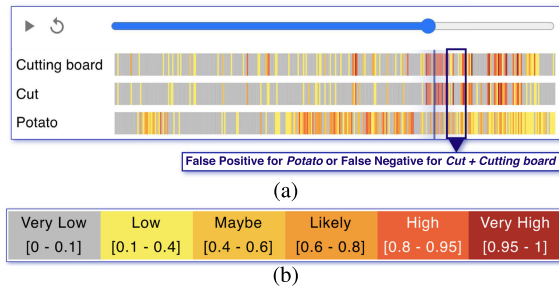 Cutting board
Cut
Potato
False Positive for Potato or False Negative for Cut + Cutting board
(a)
Very Low Low Maybe Likely High Very High
[0 - 0.1] [0.1 - 0.4] [0.4 - 0.6] [0.6 - 0.8] [0.8 - 0.95] [0.95 - 1]
(b)